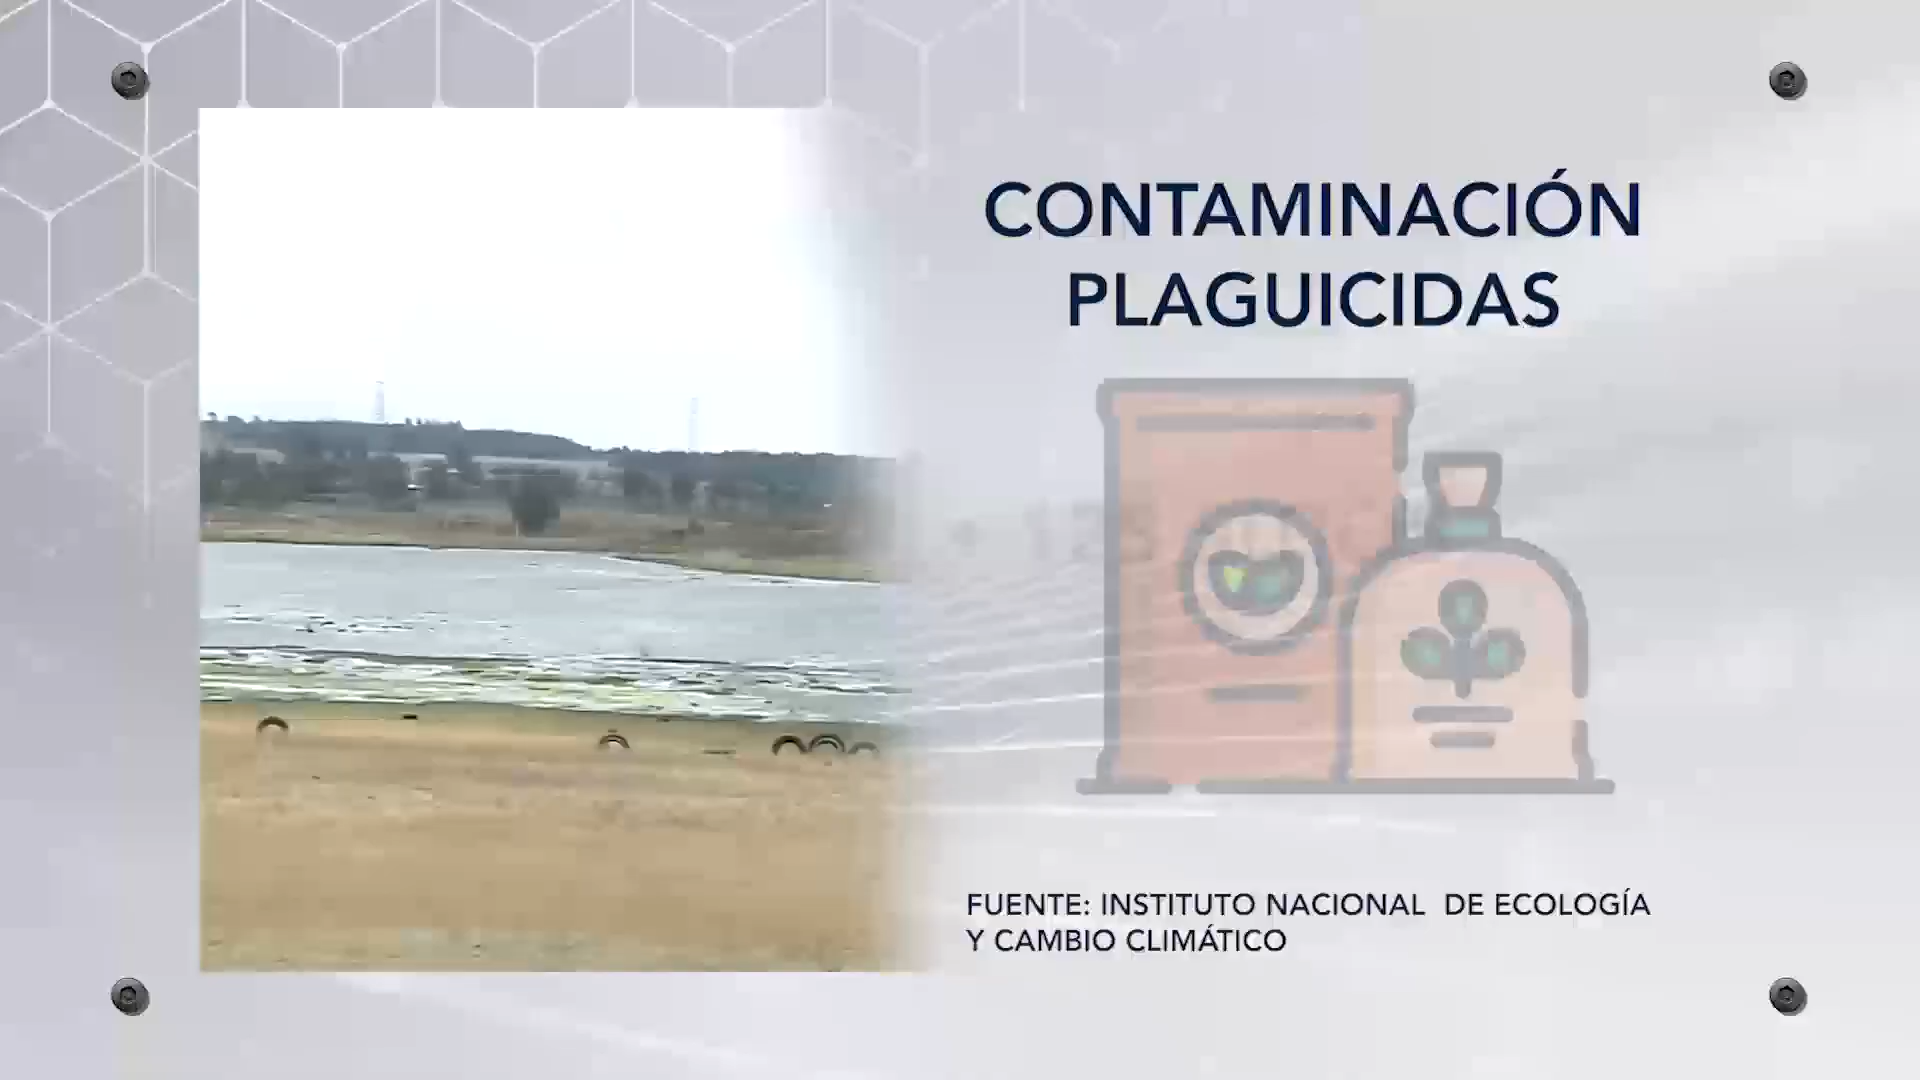 CONTAMINACIÓN
PLAGUICIDAS
FUENTE: INSTITUTO NACIONAL DE ECOLOGÍA
Y CAMBIO CLIMÁTICO